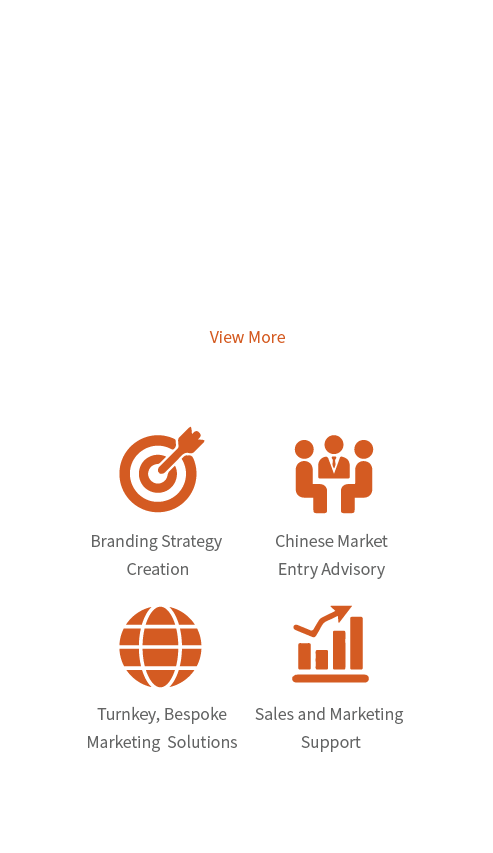 View More
Branding Strategy
Creation
Chinese Market
Entry Advisory
Turnkey, Bespoke
Marketing  Solutions
Sales and Marketing
Support